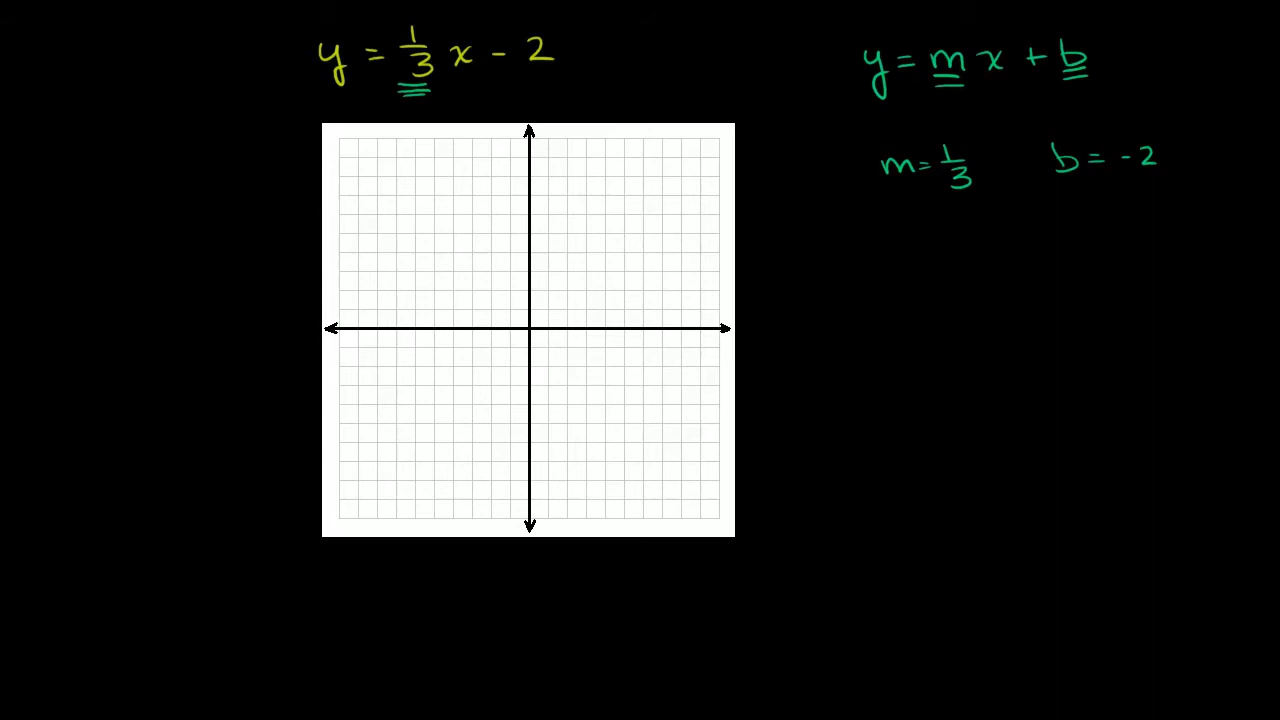 y = 1/3 x - 2
y = mx + b
m = 1/3 b = -2